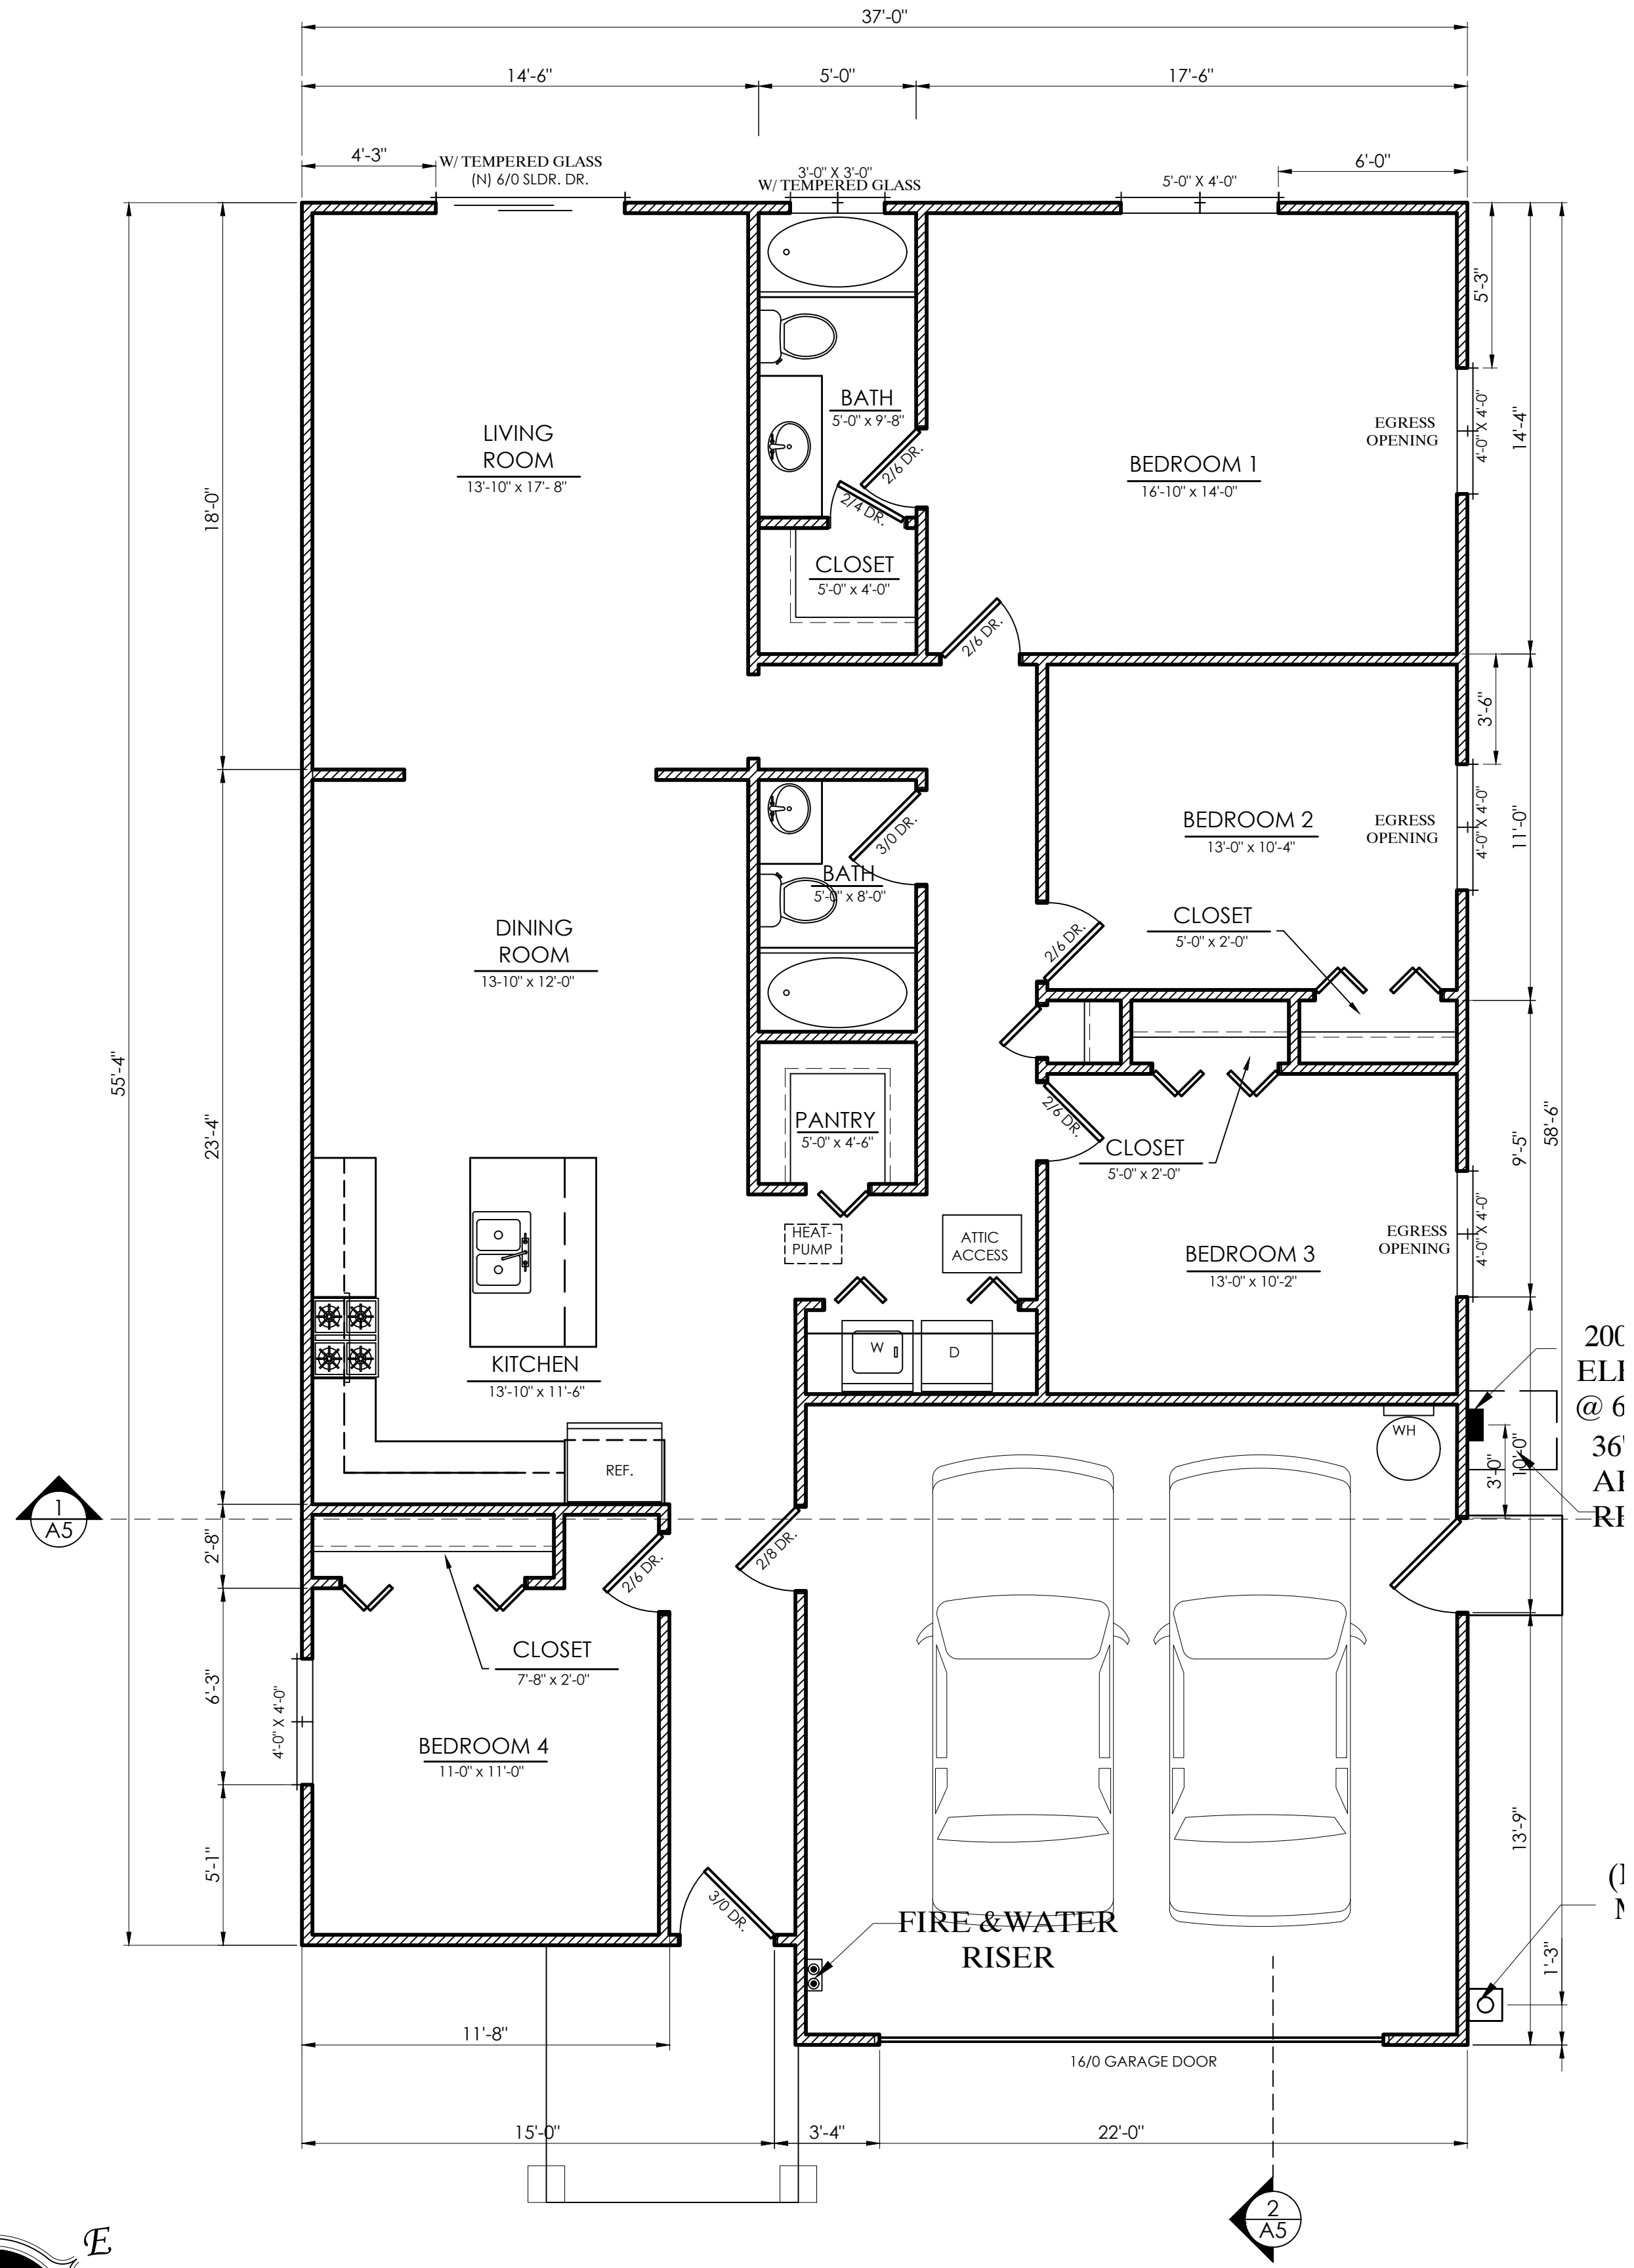 37'-0"
14'-6"
5'-0"
17'-6"
4'-3"
W/ TEMPERED GLASS
(N) 6/0 SLDR. DR.
3'-0" X 3'-0"
W/ TEMPERED GLASS
5'-0" X 4'-0"
6'-0"
5'-3"
BATH
5'-0" x 9'-8"
LIVING
ROOM
13'-10" x 17'- 8"
EGRESS
OPENING
4'-0" X 4'-0"
14'-4"
2/6 DR.
BEDROOM 1
16'-10" x 14'-0"
2/4 DR.
18'-0"
CLOSET
5'-0" x 4'-0"
2/6 DR.
3'-6"
BEDROOM 2
13'-0" x 10'-4"
EGRESS
OPENING
4'-0" X 4'-0"
11'-0"
3/0 DR.
BATH
5'-0" x 8'-0"
DINING
ROOM
13-10" x 12'-0"
CLOSET
5'-0" x 2'-0"
2/6 DR.
55'-4"
23'-4"
PANTRY
5'-0" x 4'-6"
2/6 DR.
CLOSET
5'-0" x 2'-0"
9'-5"
58'-6"
HEAT-
PUMP
ATTIC
ACCESS
BEDROOM 3
13'-0" x 10'-2"
EGRESS
OPENING
4'-0" X 4'-0"
W
D
KITCHEN
13'-10" x 11'-6"
200
@ 6
36"
WH
REF.
3'-0"
10'-0"
1
A5
2'-8"
2/6 DR.
2/8 DR.
CLOSET
7'-8" x 2'-0"
6'-3"
4'-0" X 4'-0"
BEDROOM 4
11-0" x 11'-0"
13'-9"
5'-1"
3/0 DR.
FIRE &WATER
RISER
1'-3"
11'-8"
16/0 GARAGE DOOR
15'-0"
3'-4"
22'-0"
2
A5
E